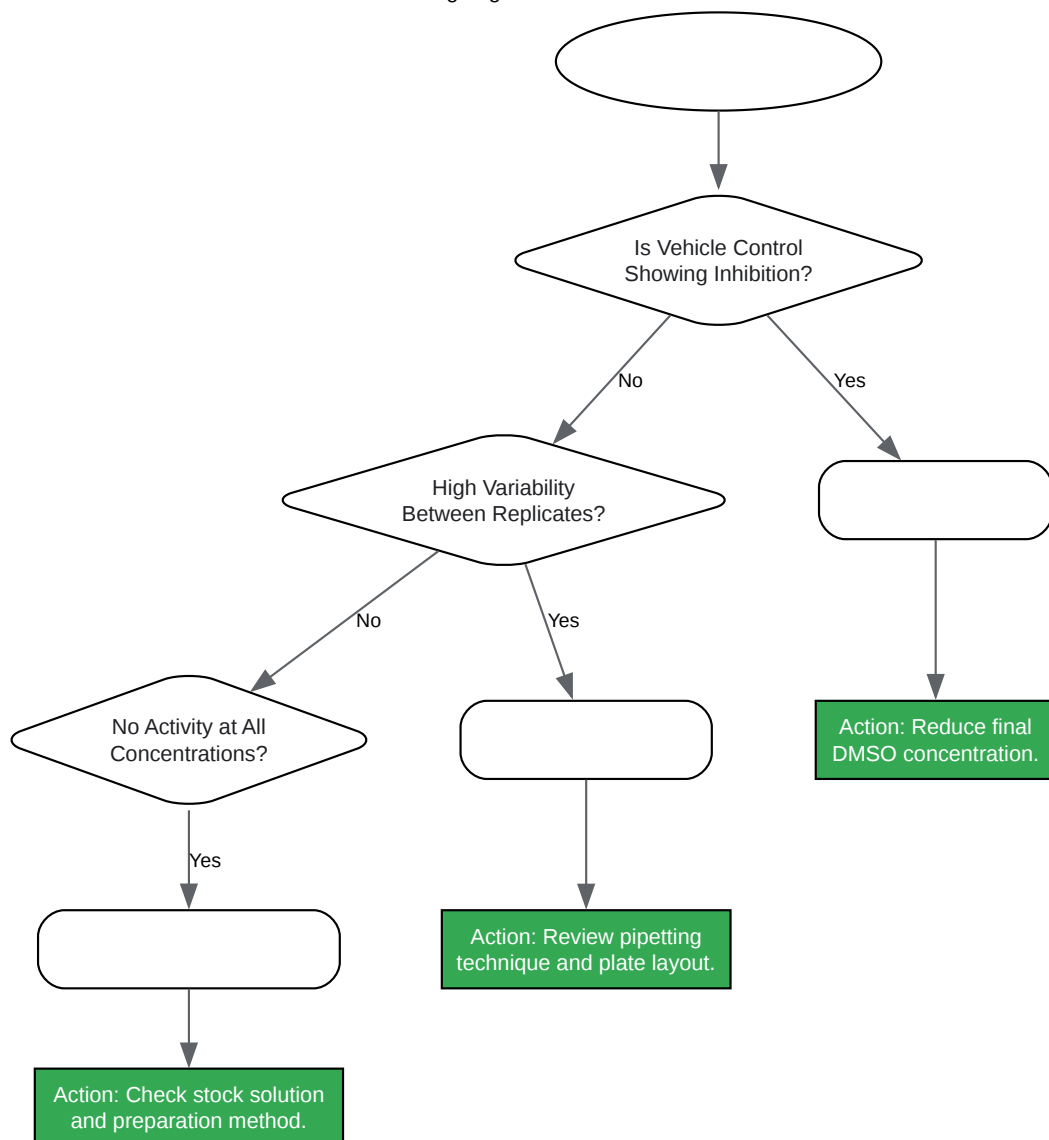 Is Vehicle Control
Showing Inhibition?
No
Yes
High Variability
Between Replicates?
No
Yes
No Activity at All
Concentrations?
Action: Reduce final
DMSO concentration.
Yes
Action: Review pipetting
technique and plate layout.
Action: Check stock solution
and preparation method.